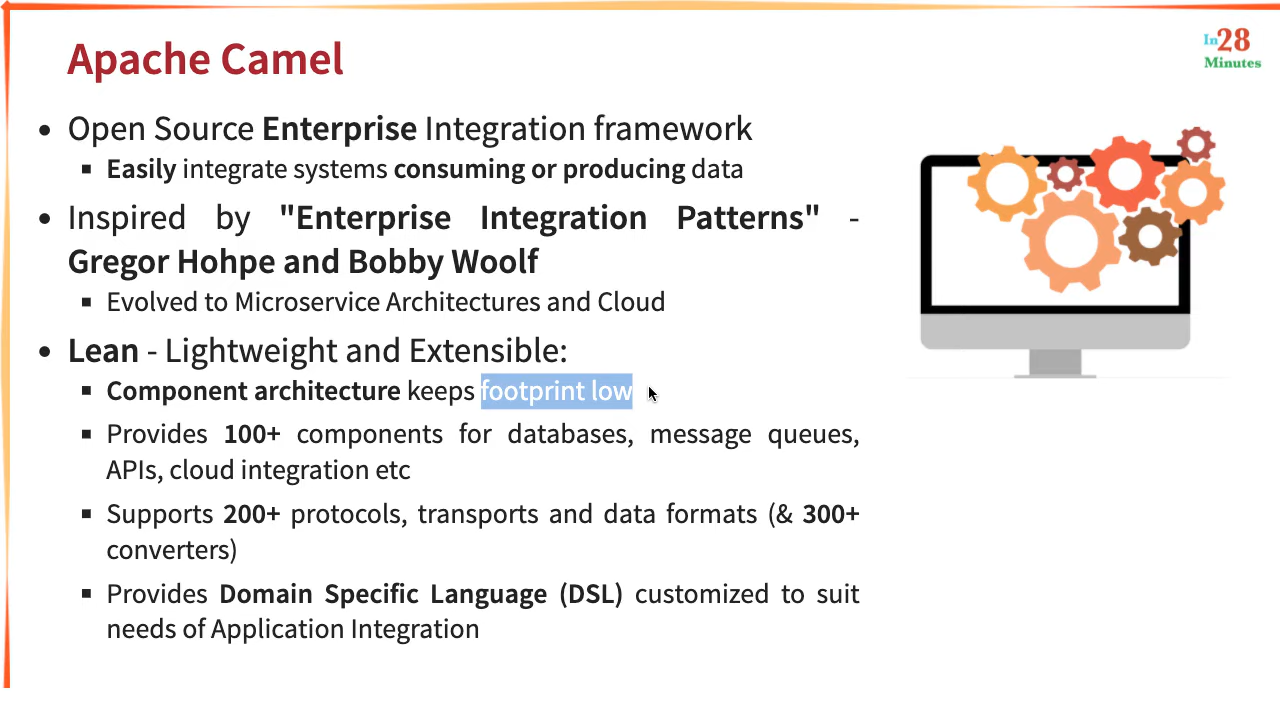 Apache Camel
In28
Minutes
• Open Source Enterprise Integration framework
▪ Easily integrate systems consuming or producing data
• Inspired by "Enterprise Integration Patterns" -
Gregor Hohpe and Bobby Woolf
▪ Evolved to Microservice Architectures and Cloud
• Lean - Lightweight and Extensible:
▪ Component architecture keeps footprint low
▪ Provides 100+ components for databases, message queues,
APIs, cloud integration etc
▪ Supports 200+ protocols, transports and data formats (& 300+
converters)
▪ Provides Domain Specific Language (DSL) customized to suit
needs of Application Integration